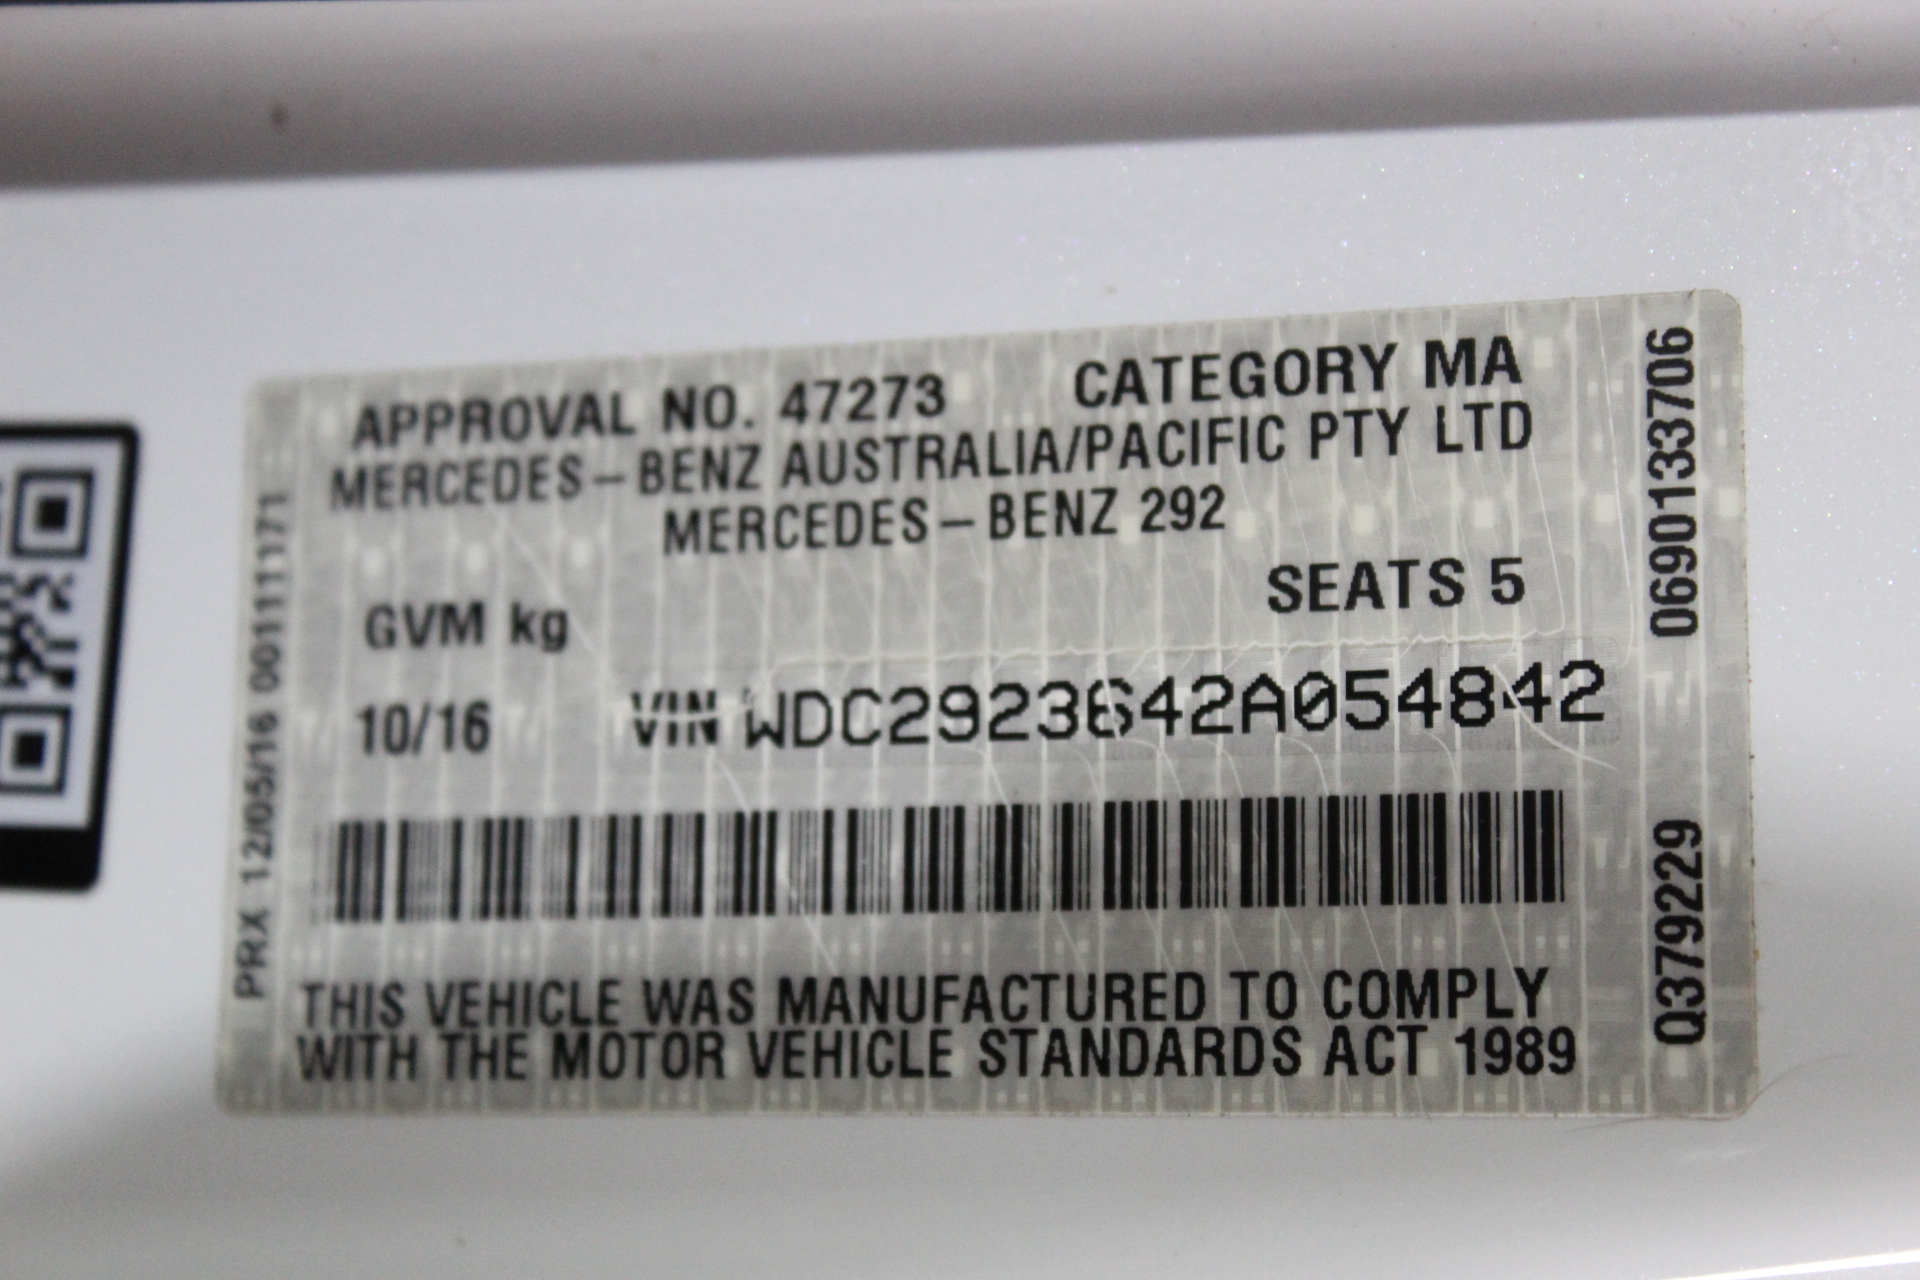 APPROVAL NO. 47273 CATEGORY MA
MERCEDES-BENZ AUSTRALIA/PACIFIC PTY LTD
MERCEDES-BENZ 292
SEATS 5
GVM kg
10/16 VIN WDC2923642A054842
THIS VEHICLE WAS MANUFACTURED TO COMPLY
WITH THE MOTOR VEHICLE STANDARDS ACT 1989
PRX 12/05/16 00111171
Q379229 0690133706